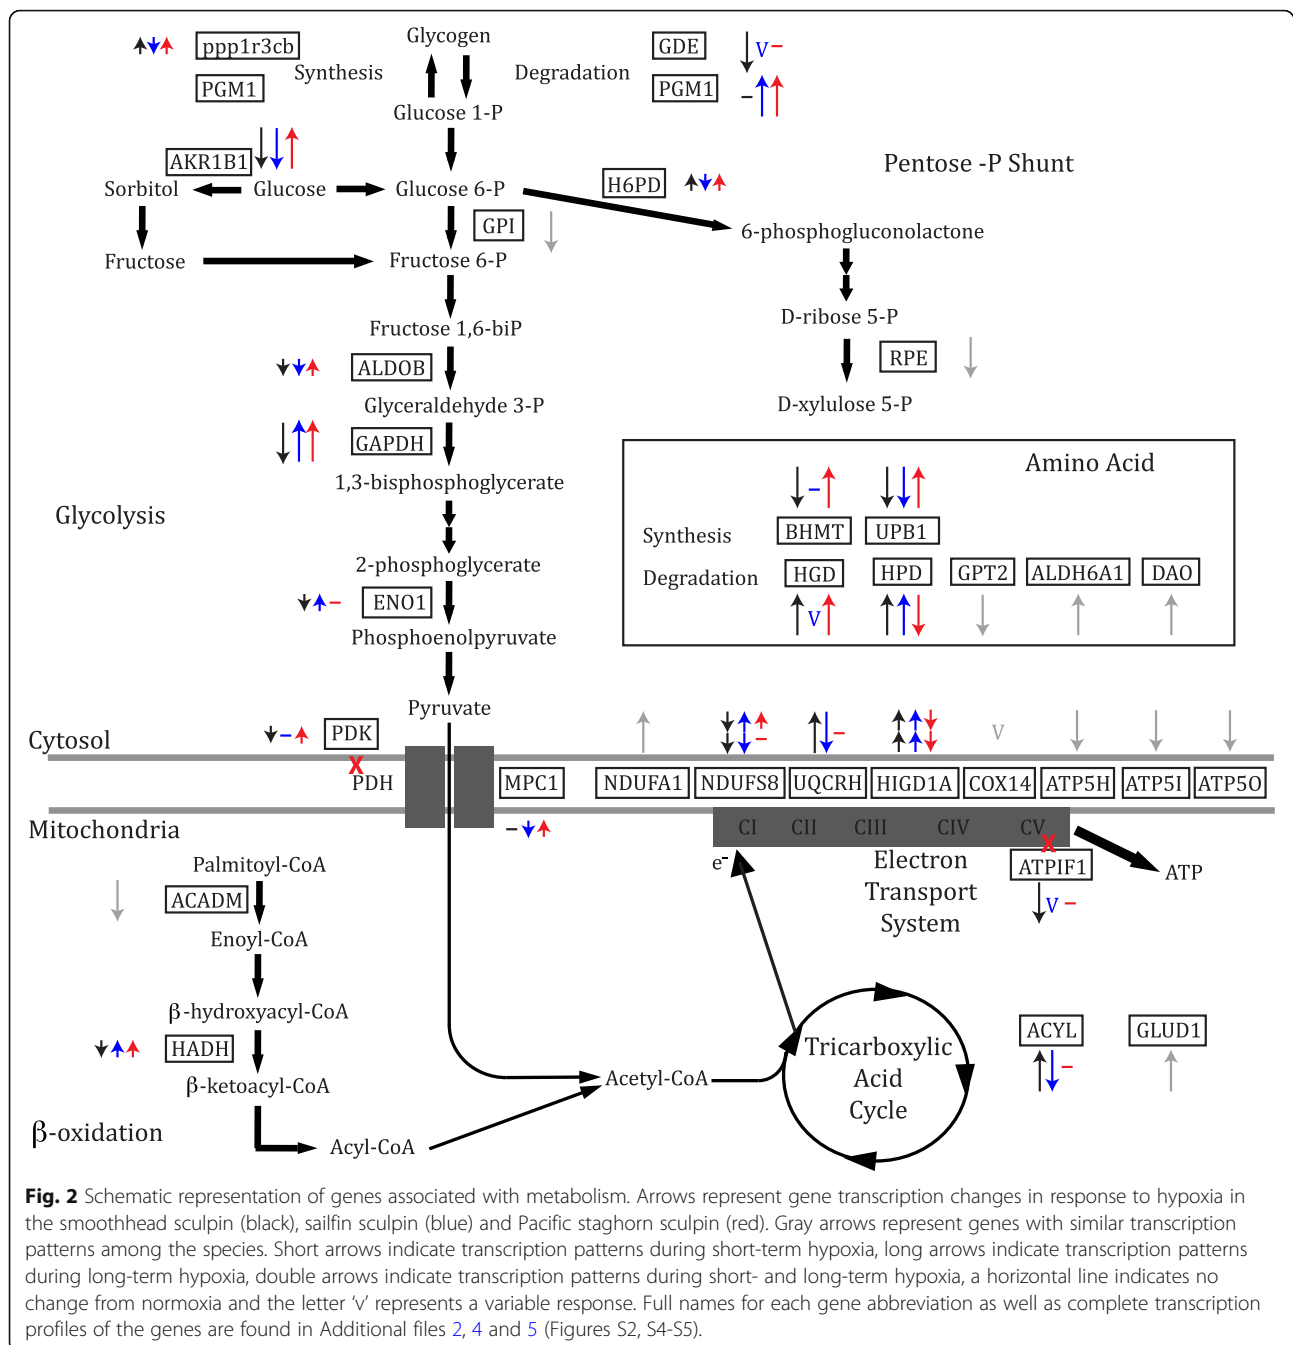 Glycogen
ppp1r3cb
GDE
V
Synthesis
Degradation
PGM1
PGM1
Glucose 1-P
AKR1B1
Pentose -P Shunt
Sorbitol
Glucose
Glucose 6-P
H6PD
GPI
6-phosphogluconolactone
Fructose
Fructose 6-P
D-ribose 5-P
Fructose 1,6-biP
RPE
ALDOB
Glyceraldehyde 3-P
D-xylulose 5-P
GAPDH
1,3-bisphosphoglycerate
Glycolysis
2-phosphoglycerate
ENO1
Phosphoenolpyruvate
Pyruvate
Amino Acid
Synthesis
BHMT
UPB1
Degradation
HGD
HPD
GPT2
ALDH6A1
DAO
V
Cytosol
PDK
V
X
PDH
MPC1
NDUFA1
NDUFS8
UQCRH
HIGD1A
COX14
ATP5H
ATP5I
ATP5O
Mitochondria
CI
CII
CIII
CIV
CV
X
e-
Electron
Transport
System
ATPIF1
ATP
V
Palmitoyl-CoA
ACADM
Enoyl-CoA
β-hydroxyacyl-CoA
HADH
β-ketoacyl-CoA
β-oxidation
Acyl-CoA
Acetyl-CoA
Tricarboxylic
Acid
Cycle
ACYL
GLUD1
Fig. 2 Schematic representation of genes associated with metabolism. Arrows represent gene transcription changes in response to hypoxia in
the smoothhead sculpin (black), sailfin sculpin (blue) and Pacific staghorn sculpin (red). Gray arrows represent genes with similar transcription
patterns among the species. Short arrows indicate transcription patterns during short-term hypoxia, long arrows indicate transcription patterns
during long-term hypoxia, double arrows indicate transcription patterns during short- and long-term hypoxia, a horizontal line indicates no
change from normoxia and the letter ‘v’ represents a variable response. Full names for each gene abbreviation as well as complete transcription
profiles of the genes are found in Additional files 2, 4 and 5 (Figures S2, S4-S5).